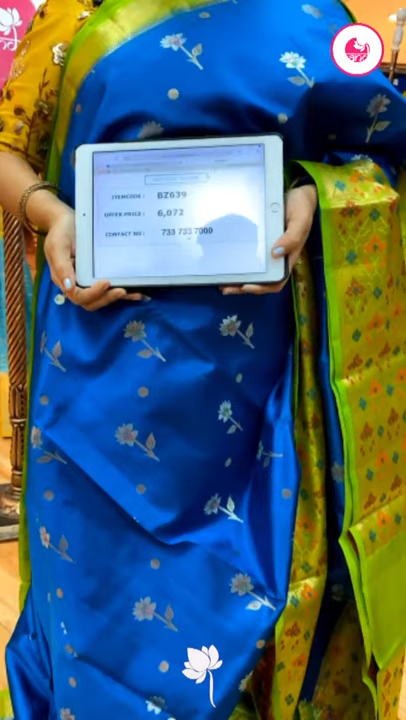 ITEMCODE : BZ639
OFFER PRICE : 6,072
CONTACT NO : 733 733 7000